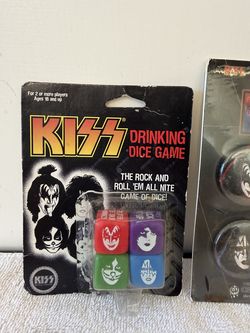 For 2 or more players
Ages 18 and up
KISS
DRINKING
DICE GAME
THE ROCK AND
ROLL 'EM ALL NITE
GAME OF DICE!
KISS